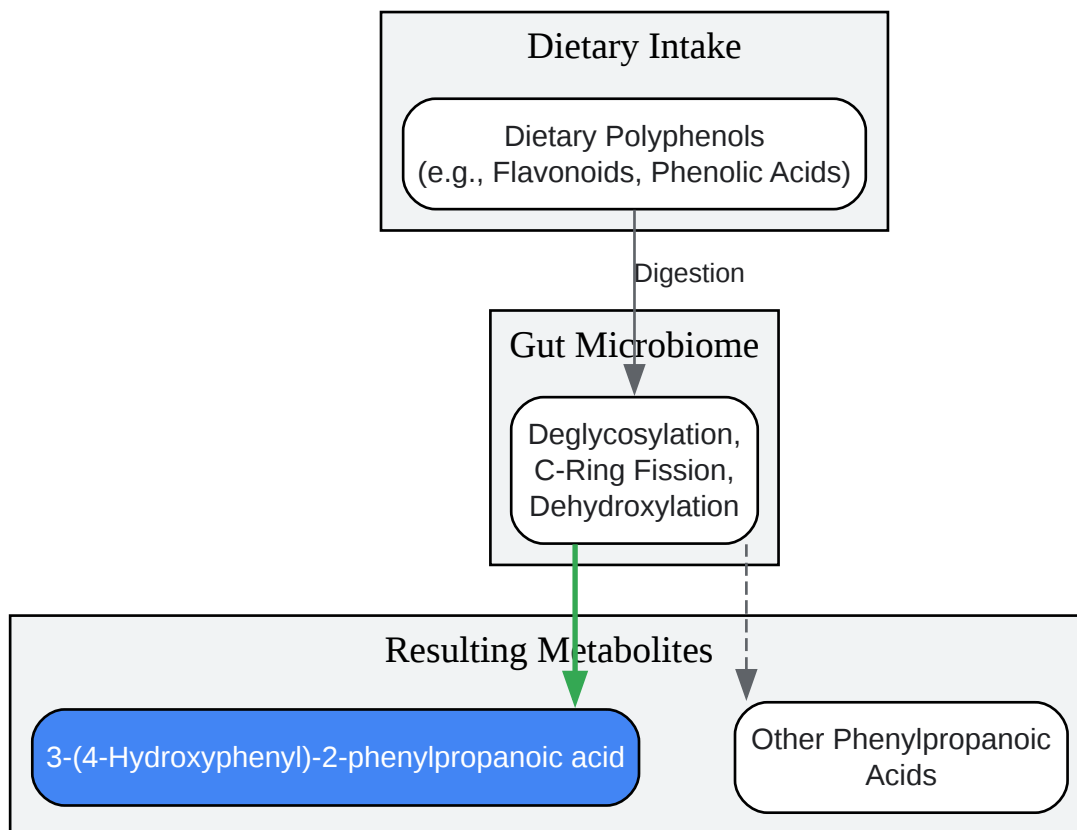 Dietary Intake
Dietary Polyphenols
(e.g., Flavonoids, Phenolic Acids)
Digestion
Gut Microbiome
Deglycosylation,
C-Ring Fission,
Dehydroxylation
Resulting Metabolites
3-(4-Hydroxyphenyl)-2-phenylpropanoic acid
Other Phenylpropanoic
Acids